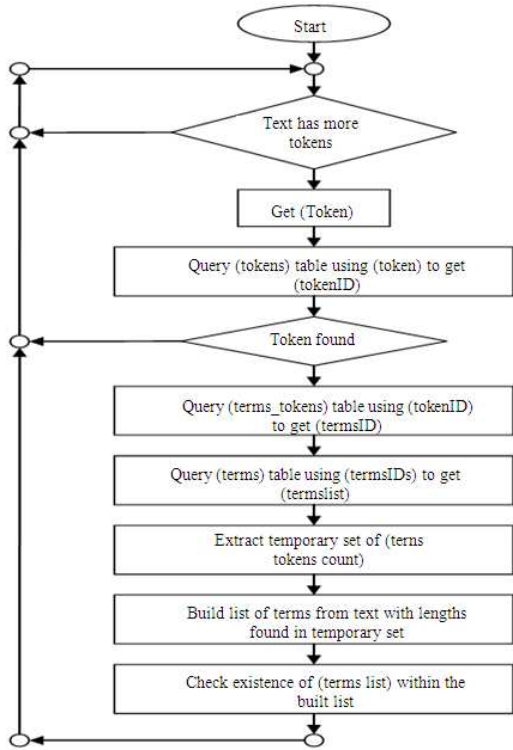 Start
Text has more
tokens
Get (Token)
Query (tokens) table using (token) to get
(tokenID)
Token found
Query (terms_tokens) table using (tokenID)
to get (termsID)
Query (terms) table using (termsIDs) to get
(termslist)
Extract temporary set of (terns
tokens count)
Build list of terms from text with lengths
found in temporary set
Check existence of (terms list) within the
built list